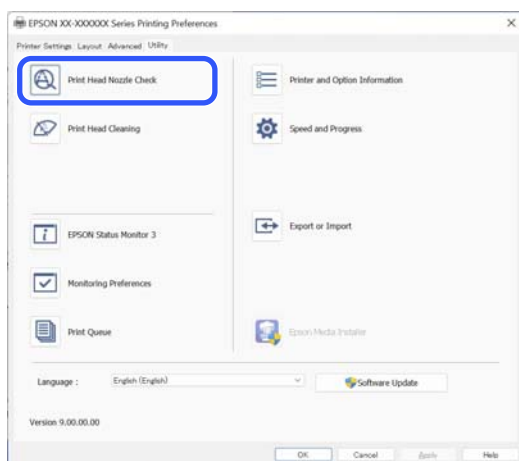 EPSON XX-XXXXXX Series Printing Preferences
Printer Settings Layout Advanced Utility
Print Head Nozzle Check
Printer and Option Information
Print Head Cleaning
Speed and Progress
EPSON Status Monitor 3
Export or Import
Monitoring Preferences
Print Queue
Epson Media Installer
Language :
English (English)
Software Update
Version 9.00.00.00
OK
Cancel
Apply
Help